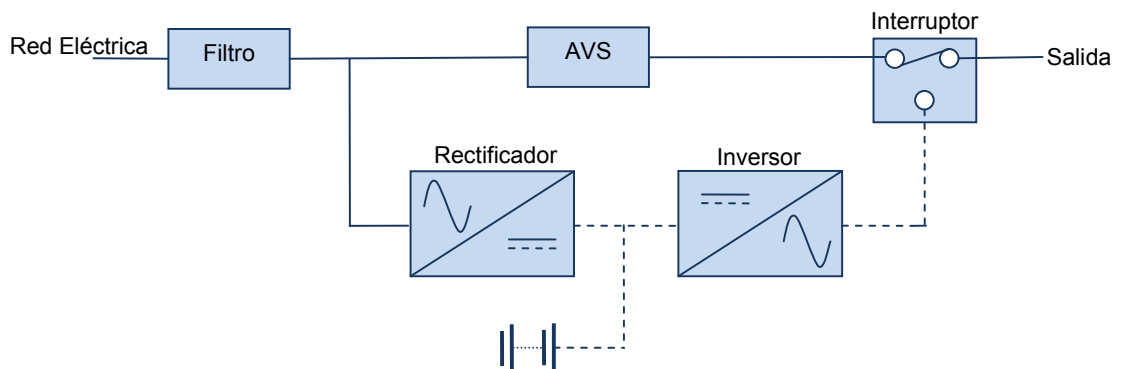 Interruptor
Red Eléctrica
Filtro
AVS
Salida
Rectificador
Inversor